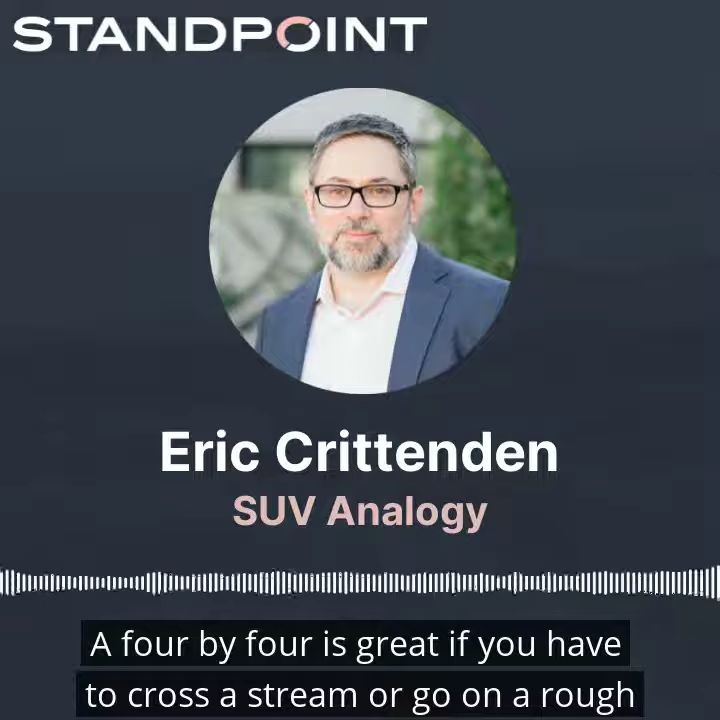 STANDPOINT
Eric Crittenden
SUV Analogy
A four by four is great if you have
to cross a stream or go on a rough